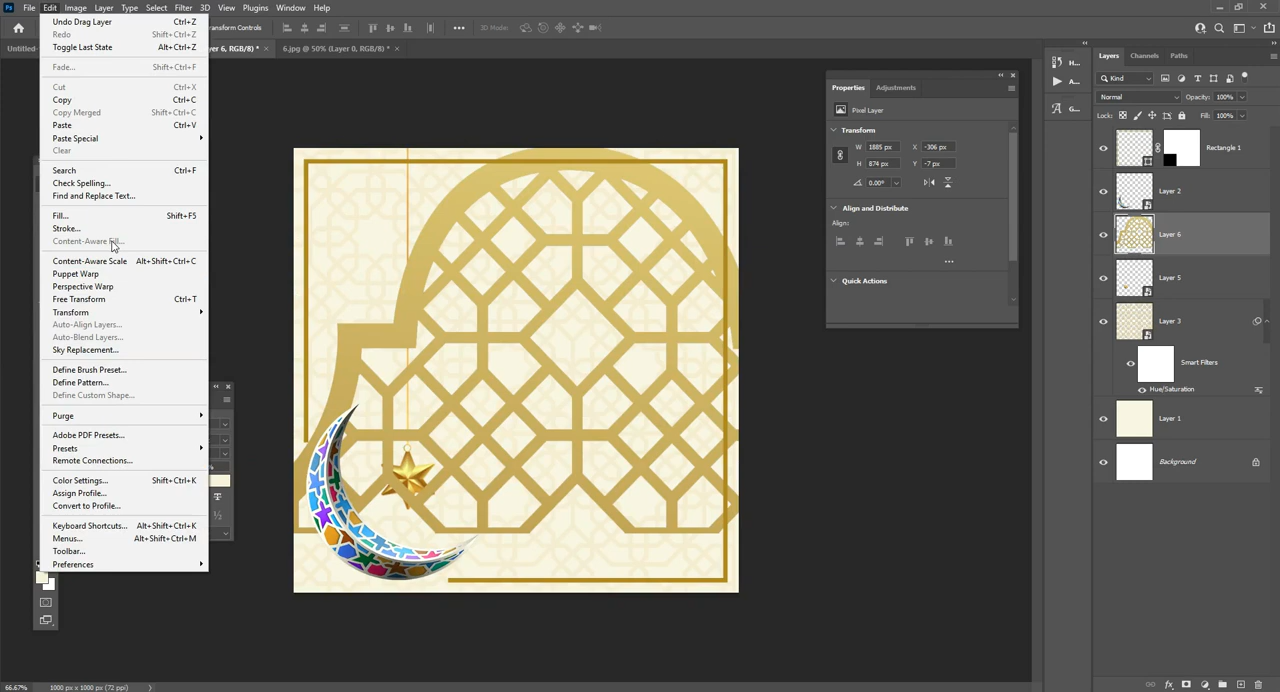 File Edit Image Layer Type Select Filter 3D View Plugins Window Help
Transform Controls 3D Mode:
Untitled- yer 6, RGB/8) * × 6.jpg @ 50% (Layer 0, RGB/8) * ×
Undo Drag Layer Ctrl+Z
Redo Shift+Ctrl+Z
Toggle Last State Alt+Ctrl+Z
Fade... Shift+Ctrl+F
Cut Ctrl+X
Copy Ctrl+C
Copy Merged Shift+Ctrl+C
Paste Ctrl+V
Paste Special
Clear
Search Ctrl+F
Check Spelling...
Find and Replace Text...
Fill... Shift+F5
Stroke...
Content-Aware Fill...
Content-Aware Scale Alt+Shift+Ctrl+C
Puppet Warp
Perspective Warp
Free Transform Ctrl+T
Transform
Auto-Align Layers...
Auto-Blend Layers...
Sky Replacement...
Define Brush Preset...
Define Pattern...
Define Custom Shape...
Purge
Adobe PDF Presets...
Presets
Remote Connections...
Color Settings... Shift+Ctrl+K
Assign Profile...
Convert to Profile...
Keyboard Shortcuts... Alt+Shift+Ctrl+K
Menus... Alt+Shift+Ctrl+M
Toolbar...
Preferences
66.67% 1000 px x 1000 px (72 ppi)
Properties Adjustments
Pixel Layer
Transform
W 1885 px X -306 px
H 874 px Y -7 px
0.00°
Align and Distribute
Align:
Quick Actions
H...
A...
G...
Layers Channels Paths
Kind
Normal Opacity: 100%
Lock: Fill: 100%
Rectangle 1
Layer 2
Layer 6
Layer 5
Layer 3
Smart Filters
Hue/Saturation
Layer 1
Background